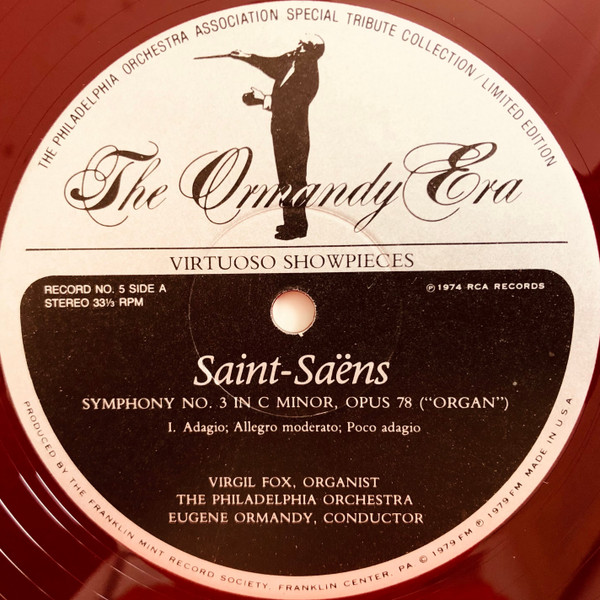 THE PHILADELPHIA ORCHESTRA ASSOCIATION SPECIAL TRIBUTE COLLECTION/LIMITED EDITION
The Ormandy Era
VIRTUOSO SHOWPIECES
RECORD NO. 5 SIDE A
STEREO 33⅓ RPM
℗ 1974 RCA RECORDS
Saint-Saëns
SYMPHONY NO. 3 IN C MINOR, OPUS 78 ("ORGAN")
1. Adagio; Allegro moderato; Poco adagio
VIRGIL FOX, ORGANIST
THE PHILADELPHIA ORCHESTRA
EUGENE ORMANDY, CONDUCTOR
PRODUCED BY THE FRANKLIN MINT RECORD SOCIETY, FRANKLIN CENTER, PA © 1979 FM ℗ 1979 FM MADE IN U.S.A.